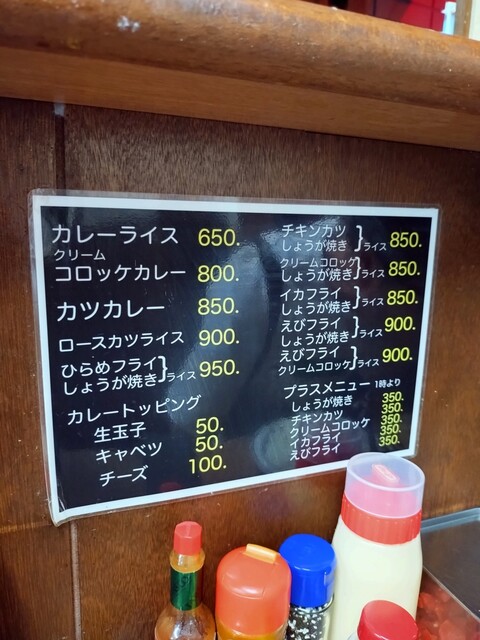 カレーライス 650.
クリーム
コロッケカレー 800.
カツカレー 850.
ロースカツライス 900.
ひらめフライ
しょうが焼き}ライス 950.
カレートッピング
生玉子 50.
キャベツ 50.
チーズ 100.
チキンカツ
しょうが焼き}ライス 850.
クリームコロッケ
しょうが焼き}ライス 850.
イカフライ
しょうが焼き}ライス 850.
えびフライ
しょうが焼き}ライス 900.
えびフライ
クリームコロッケ}ライス 900.
プラスメニュー 1時より
しょうが焼き 350.
チキンカツ 350.
クリームコロッケ 350.
イカフライ 350.
えびフライ 350.